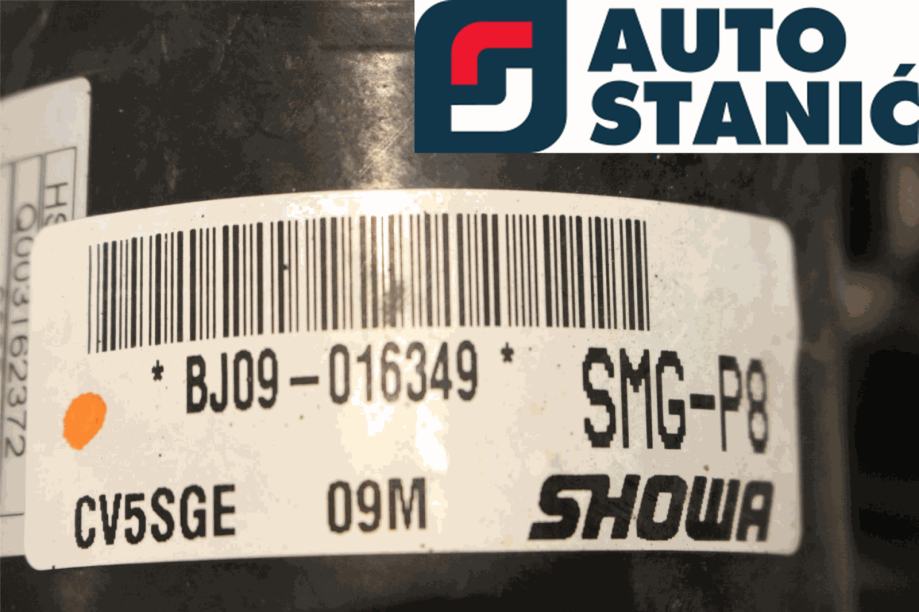 AUTO
STANIĆ
HS
Q003162372
* BJ09-016349 *
SMG-P8
CV5SGE 09M
SHOWA